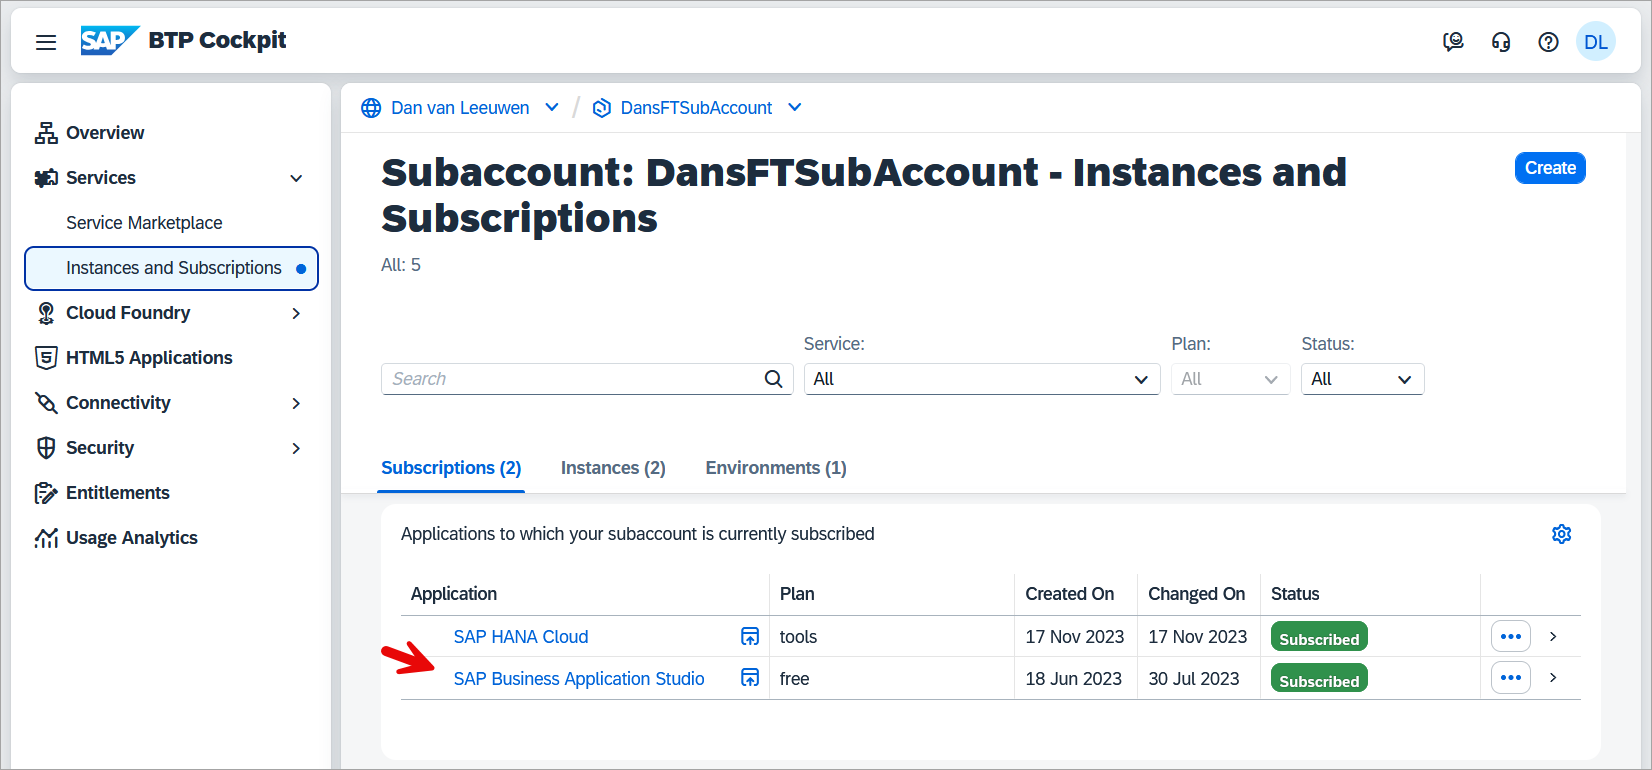 SAP BTP Cockpit
DL
Overview
Services
Service Marketplace
Instances and Subscriptions
Cloud Foundry
HTML5 Applications
Connectivity
Security
Entitlements
Usage Analytics
Dan van Leeuwen / DansFTSubAccount
Subaccount: DansFTSubAccount - Instances and
Subscriptions
Create
All: 5
Service: Plan: Status:
Search All All All
Subscriptions (2) Instances (2) Environments (1)
Applications to which your subaccount is currently subscribed
Application Plan Created On Changed On Status
SAP HANA Cloud tools 17 Nov 2023 17 Nov 2023 Subscribed
SAP Business Application Studio free 18 Jun 2023 30 Jul 2023 Subscribed